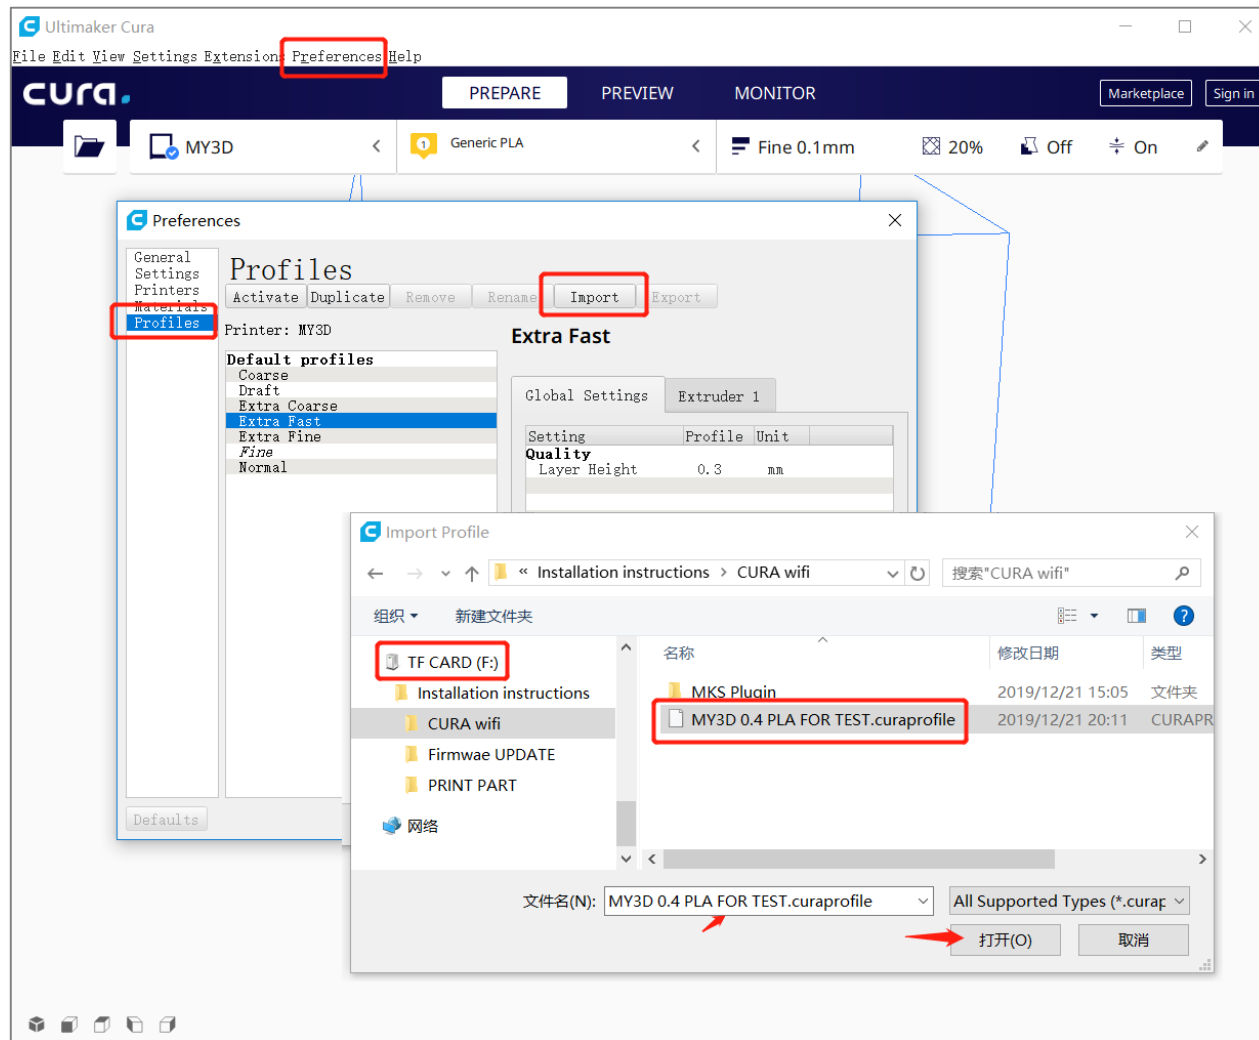 Ultimaker Cura
File Edit View Settings Extensions Preferences Help
cura.
PREPARE PREVIEW MONITOR
Marketplace Sign in
MY3D
1 Generic PLA
Fine 0.1mm 20% Off On
Preferences
General
Settings
Printers
Materials
Profiles
Profiles
Activate Duplicate Remove Rename Import Export
Printer: MY3D
Default profiles
Coarse
Draft
Extra Coarse
Extra Fast
Extra Fine
Fine
Normal
Extra Fast
Global Settings Extruder 1
Setting Profile Unit
Quality
Layer Height 0.3 mm
Defaults
Import Profile
« Installation instructions › CURA wifi
搜索"CURA wifi"
组织 新建文件夹
TF CARD (F:)
Installation instructions
CURA wifi
Firmwae UPDATE
PRINT PART
网络
名称 修改日期 类型
MKS Plugin 2019/12/21 15:05 文件夹
MY3D 0.4 PLA FOR TEST.curaprofile 2019/12/21 20:11 CURAPR
文件名(N): MY3D 0.4 PLA FOR TEST.curaprofile All Supported Types (*.curap
打开(O) 取消